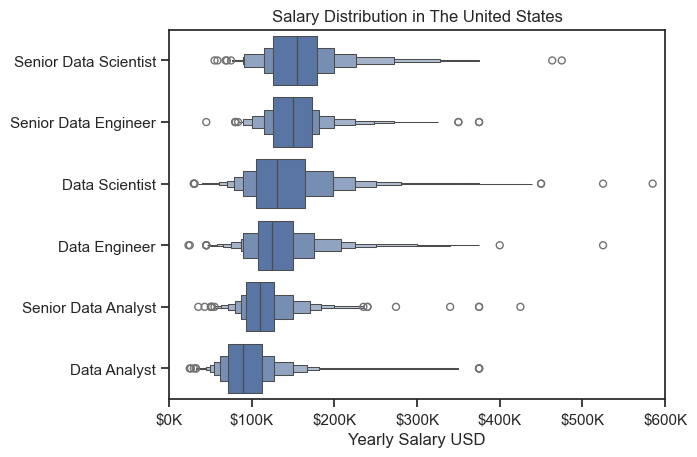 Salary Distribution in The United States
Senior Data Scientist
Senior Data Engineer
Data Scientist
Data Engineer
Senior Data Analyst
Data Analyst
$0K $100K $200K $300K $400K $500K $600K
Yearly Salary USD